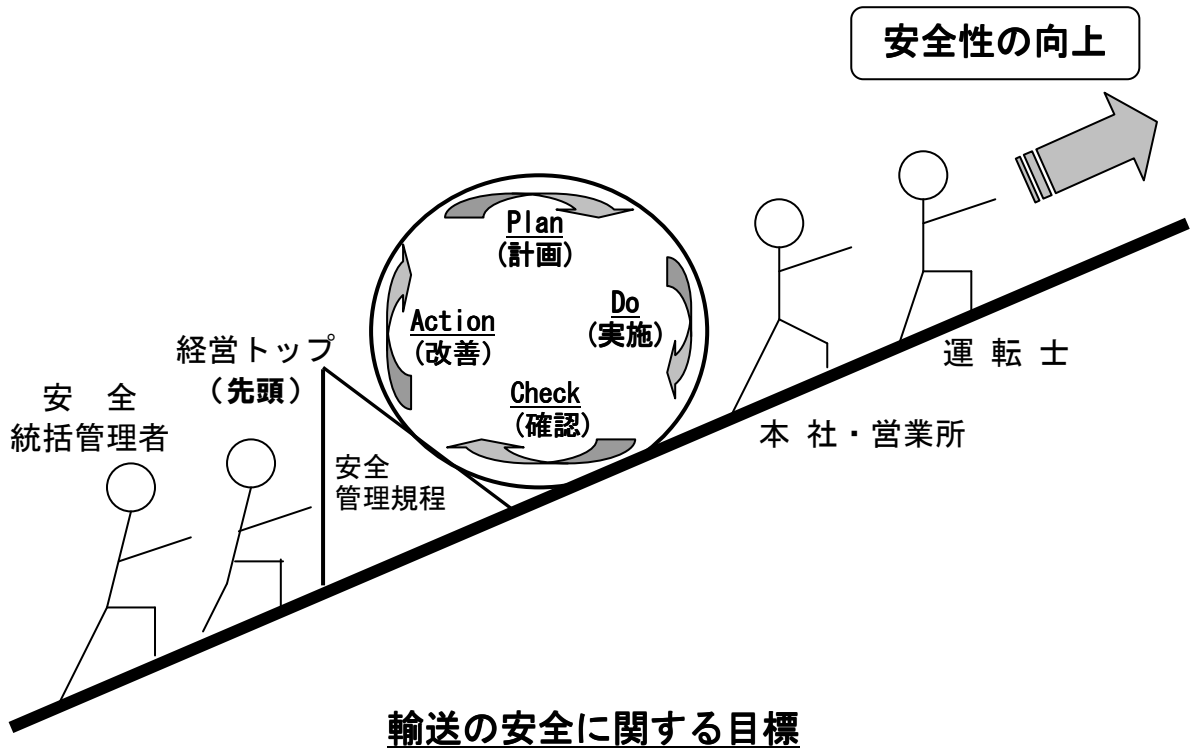 安全性の向上
Plan
(計画)
Do
(実施)
Action
(改善)
Check
(確認)
経営トップ
(先頭)
安　全
統括管理者
安全
管理規程
運 転 士
本 社・営業所
輸送の安全に関する目標